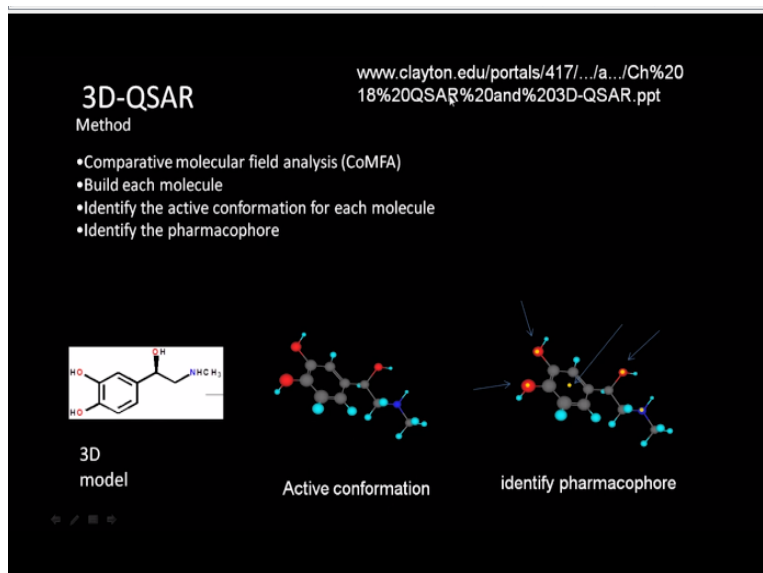 www.clayton.edu/portals/417/.../a.../Ch%20
18%20QSAR%20and%203D-QSAR.ppt
3D-QSAR
Method
•Comparative molecular field analysis (CoMFA)
•Build each molecule
•Identify the active conformation for each molecule
•Identify the pharmacophore
OH
HO
NHCH3
HO
3D
model
Active conformation
identify pharmacophore